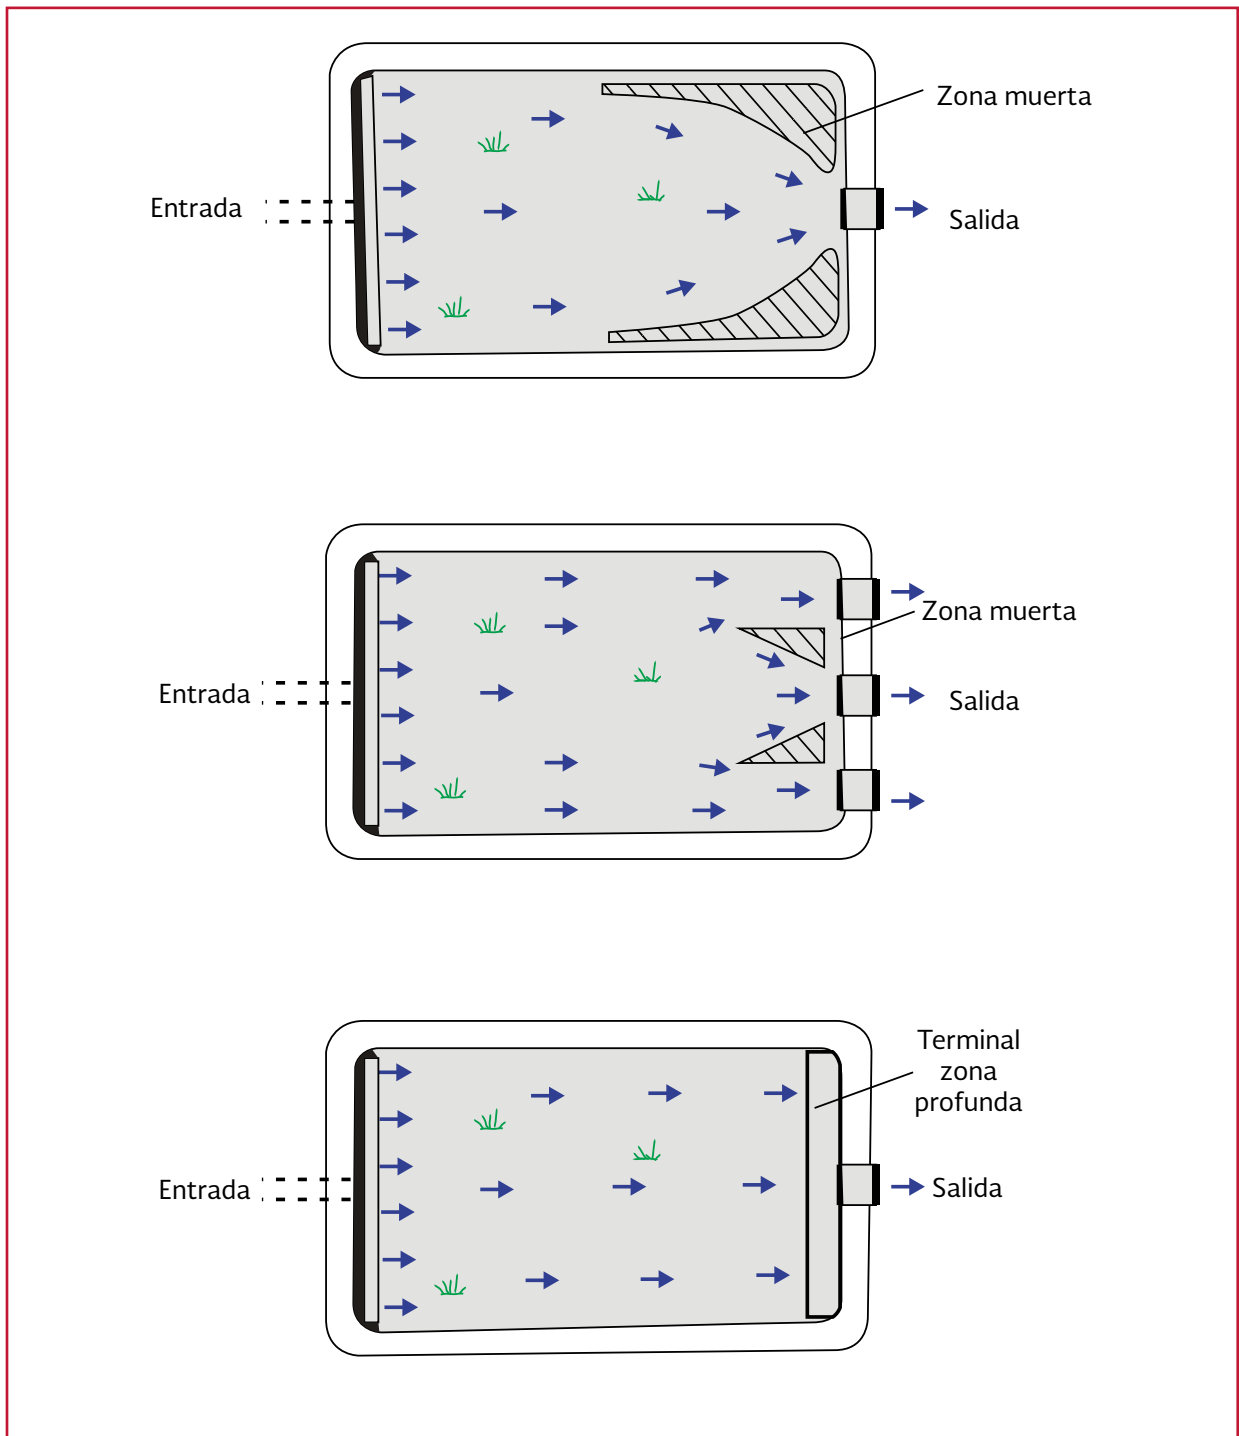 Zona muerta
Entrada
Salida
Zona muerta
Entrada
Salida
Terminal
zona
profunda
Entrada
Salida